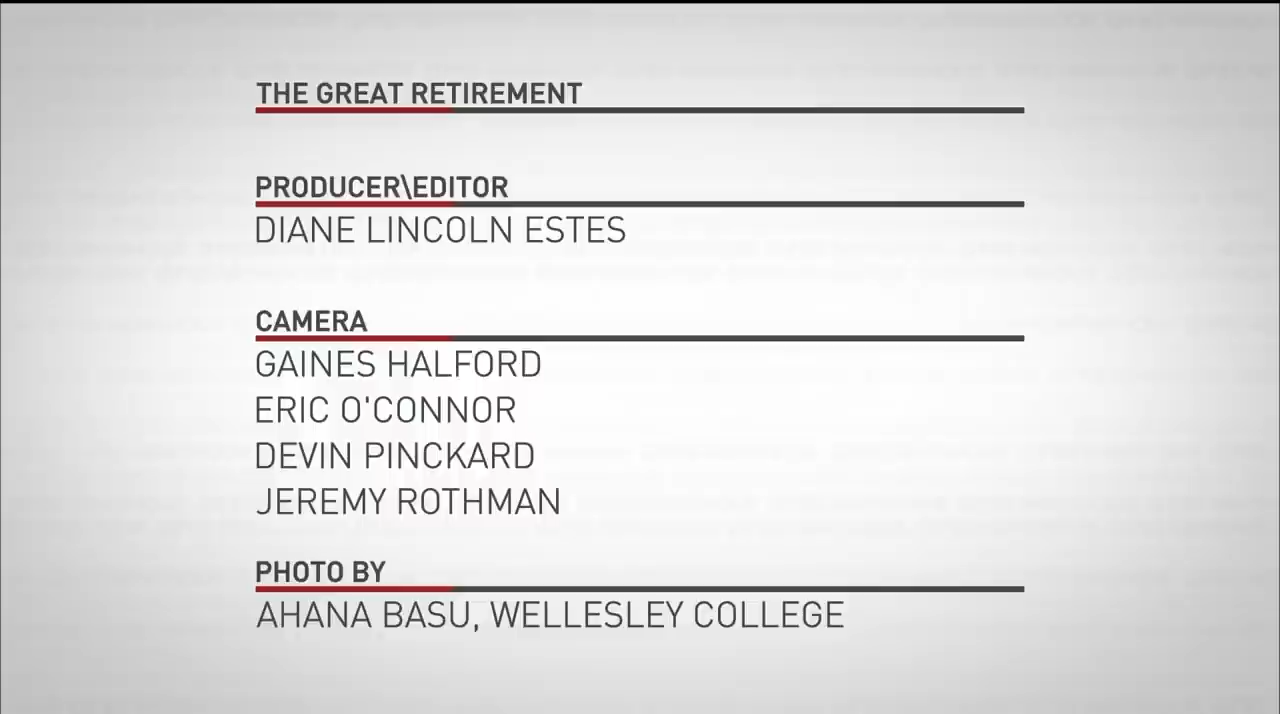 THE GREAT RETIREMENT
PRODUCER\EDITOR
DIANE LINCOLN ESTES
CAMERA
GAINES HALFORD
ERIC O'CONNOR
DEVIN PINCKARD
JEREMY ROTHMAN
PHOTO BY
AHANA BASU, WELLESLEY COLLEGE